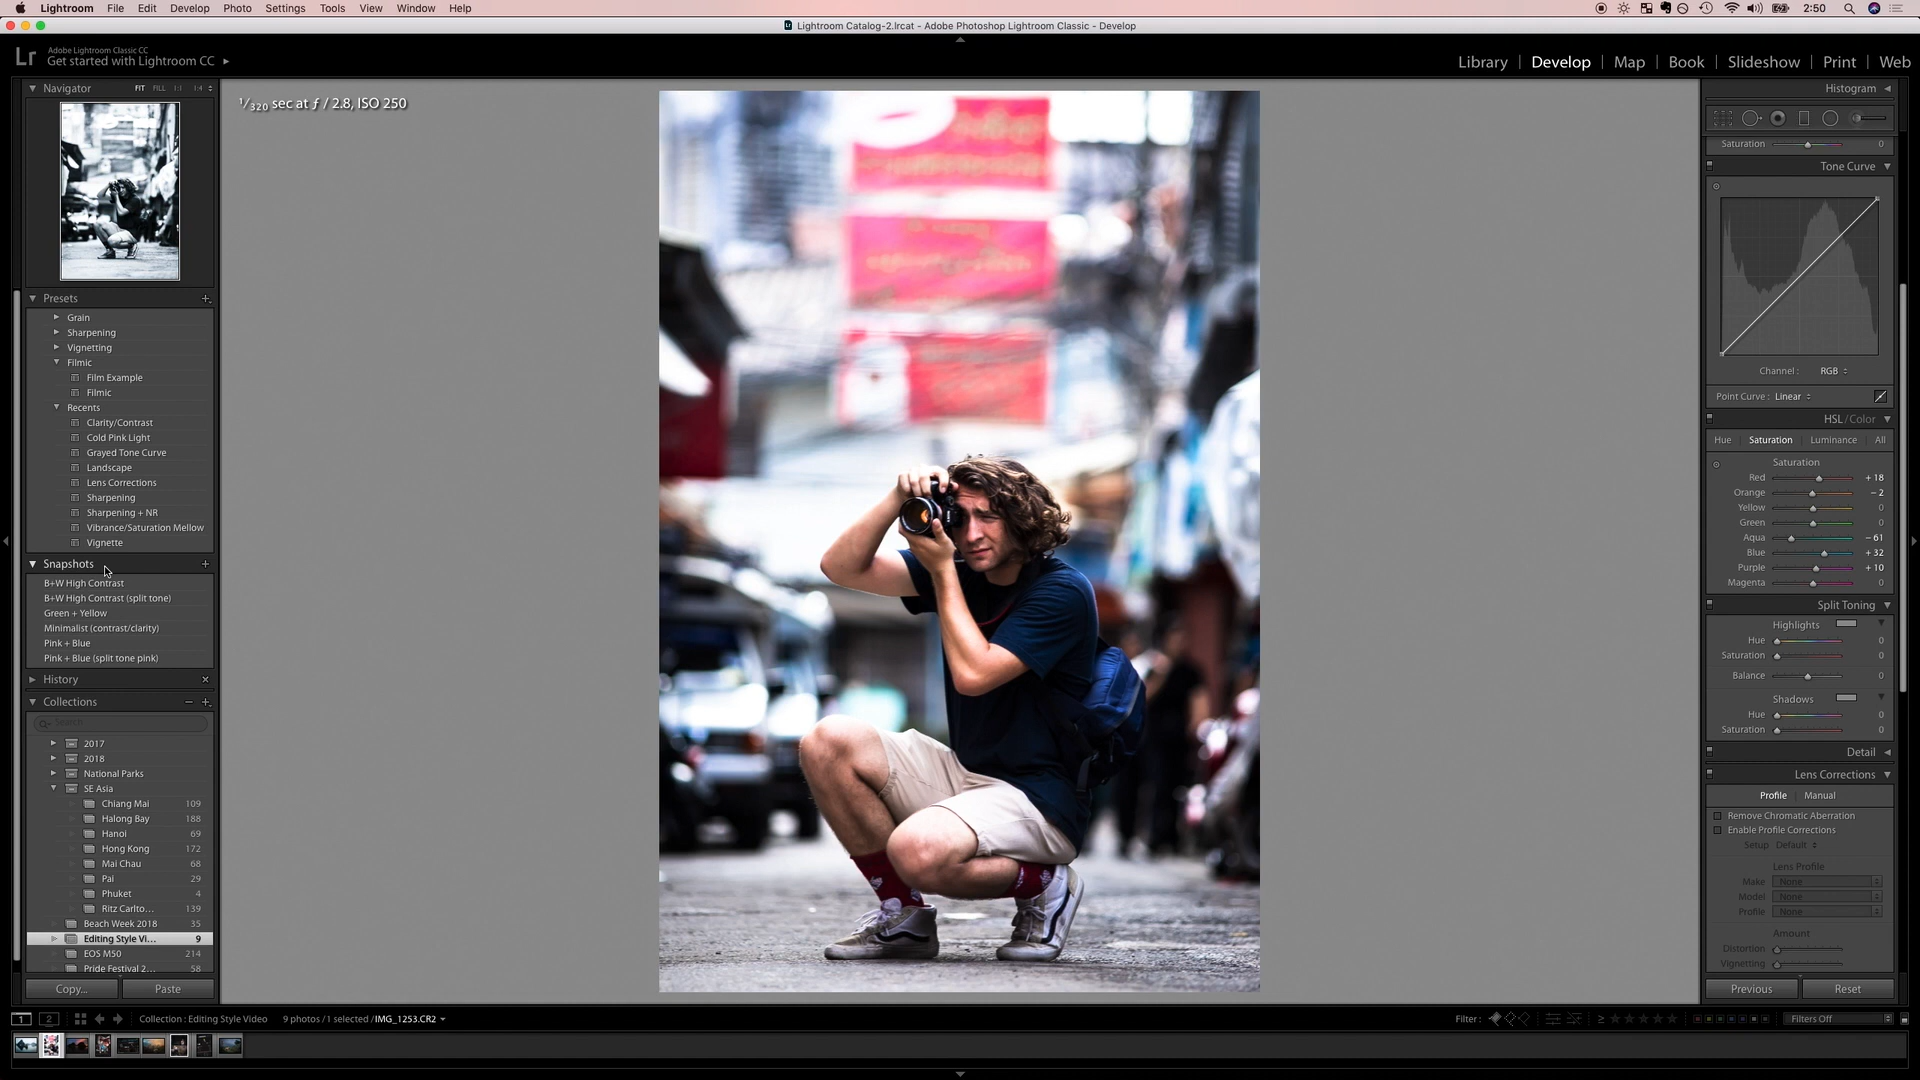 Lightroom File Edit Develop Photo Settings Tools View Window Help 2:50
Lightroom Catalog-2.lrcat - Adobe Photoshop Lightroom Classic - Develop
Lr
Adobe Lightroom Classic CC
Get started with Lightroom CC
Library | Develop | Map | Book | Slideshow | Print | Web
Navigator FIT FILL 1:1 1:4
1/320 sec at ƒ / 2.8, ISO 250
Presets
Grain
Sharpening
Vignetting
Filmic
Film Example
Filmic
Recents
Clarity/Contrast
Cold Pink Light
Grayed Tone Curve
Landscape
Lens Corrections
Sharpening
Sharpening + NR
Vibrance/Saturation Mellow
Vignette
Snapshots
B+W High Contrast
B+W High Contrast (split tone)
Green + Yellow
Minimalist (contrast/clarity)
Pink + Blue
Pink + Blue (split tone pink)
History
Collections
Search
2017
2018
National Parks
SE Asia
Chiang Mai 109
Halong Bay 188
Hanoi 69
Hong Kong 172
Mai Chau 68
Pai 29
Phuket 4
Ritz Carlto... 139
Beach Week 2018 35
Editing Style Vi... 9
EOS M50 214
Pride Festival 2... 58
Copy... Paste
Histogram
Saturation 0
Tone Curve
Channel : RGB
Point Curve : Linear
HSL / Color
Hue Saturation Luminance All
Saturation
Red + 18
Orange − 2
Yellow 0
Green 0
Aqua − 61
Blue + 32
Purple + 10
Magenta 0
Split Toning
Highlights
Hue 0
Saturation 0
Balance 0
Shadows
Hue 0
Saturation 0
Detail
Lens Corrections
Profile Manual
Remove Chromatic Aberration
Enable Profile Corrections
Setup Default
Lens Profile
Make None
Model None
Profile None
Amount
Distortion
Vignetting
Previous Reset
1 2 Collection : Editing Style Video 9 photos / 1 selected / IMG_1253.CR2 Filter : Filters Off